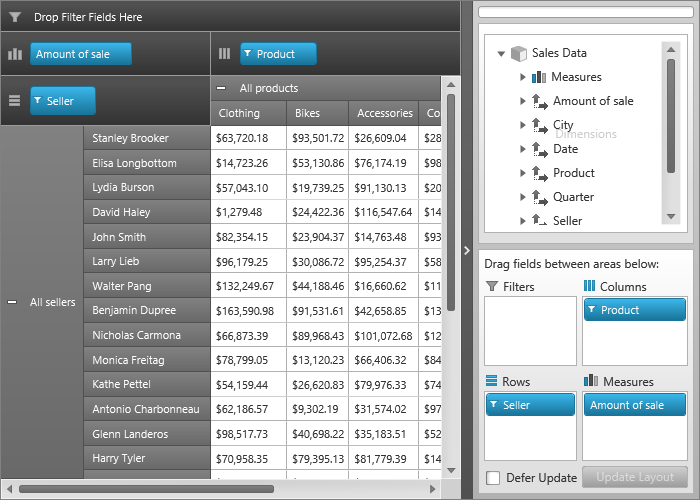 Drop Filter Fields Here
Amount of sale
Product
Seller
All products
Clothing Bikes Accessories Co
All sellers
Stanley Brooker $63,720.18 $93,501.72 $26,609.04 $28
Elisa Longbottom $14,723.26 $53,130.86 $76,174.19 $98
Lydia Burson $57,043.10 $19,739.25 $91,130.13 $20
David Haley $1,279.48 $24,422.36 $116,547.64 $14
John Smith $82,354.15 $23,904.37 $14,763.48 $93
Larry Lieb $96,179.25 $30,086.72 $95,254.37 $58
Walter Pang $132,249.67 $44,188.46 $16,660.62 $11
Benjamin Dupree $163,590.98 $91,531.61 $42,658.85 $13
Nicholas Carmona $66,873.39 $89,968.43 $101,072.68 $12
Monica Freitag $78,799.05 $13,120.23 $66,406.32 $84
Kathe Pettel $54,159.44 $26,620.83 $79,976.33 $74
Antonio Charbonneau $62,186.57 $9,302.19 $31,574.02 $97
Glenn Landeros $98,517.73 $40,698.22 $35,183.51 $52
Harry Tyler $70,958.35 $79,395.13 $81,779.39 $14
Sales Data
Measures
Amount of sale
City
Dimensions
Date
Product
Quarter
Seller
Drag fields between areas below:
Filters
Columns
Product
Rows
Seller
Measures
Amount of sale
Defer Update
Update Layout